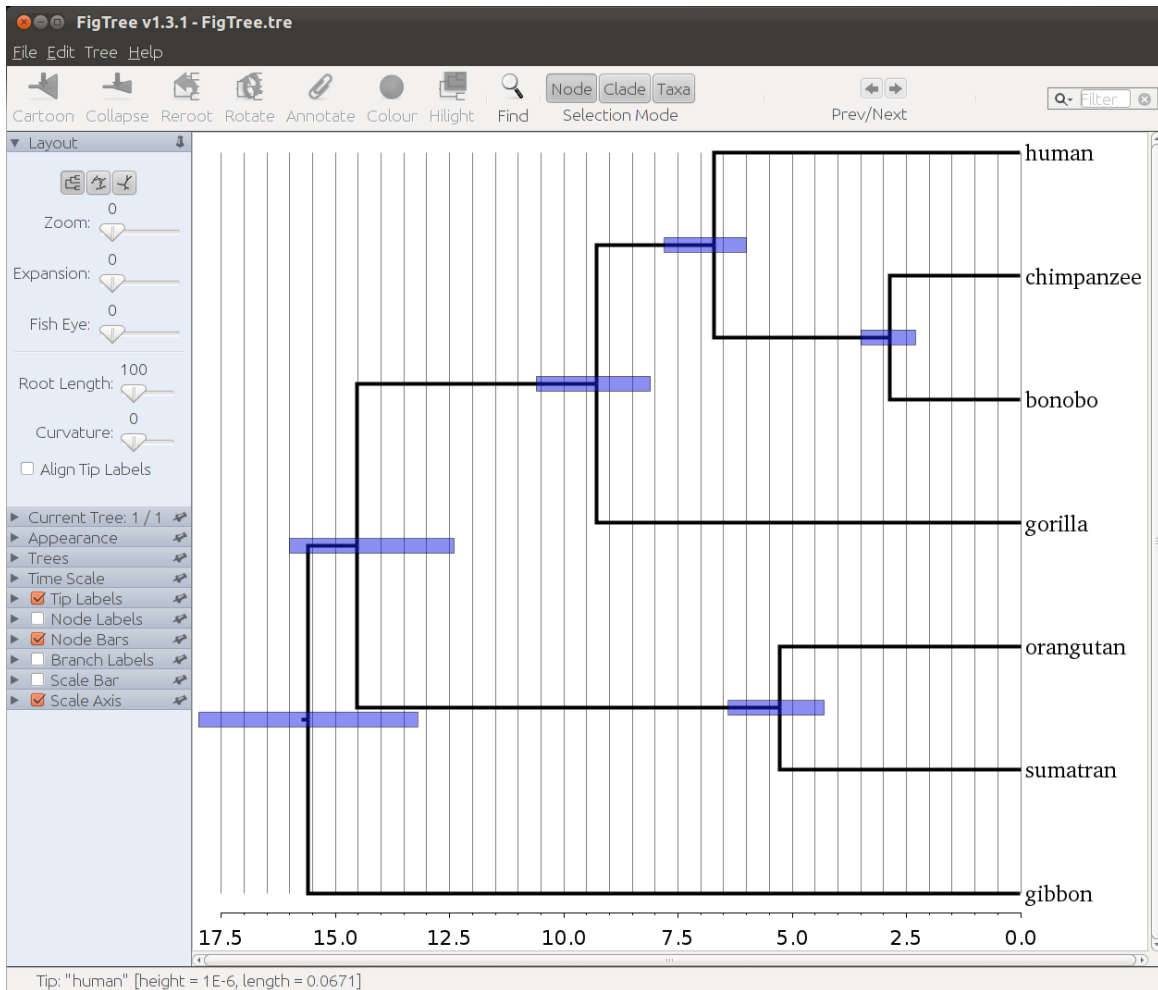 FigTree v1.3.1 - FigTree.tre
File Edit Tree Help
Cartoon Collapse Reroot Rotate Annotate Colour Hilight Find
Node Clade Taxa
Selection Mode
Prev/Next
Filter
Layout
Zoom: 0
Expansion: 0
Fish Eye: 0
Root Length: 100
Curvature: 0
Align Tip Labels
Current Tree: 1 / 1
Appearance
Trees
Time Scale
Tip Labels
Node Labels
Node Bars
Branch Labels
Scale Bar
Scale Axis
human
chimpanzee
bonobo
gorilla
orangutan
sumatran
gibbon
17.5 15.0 12.5 10.0 7.5 5.0 2.5 0.0
Tip: "human" [height = 1E-6, length = 0.0671]